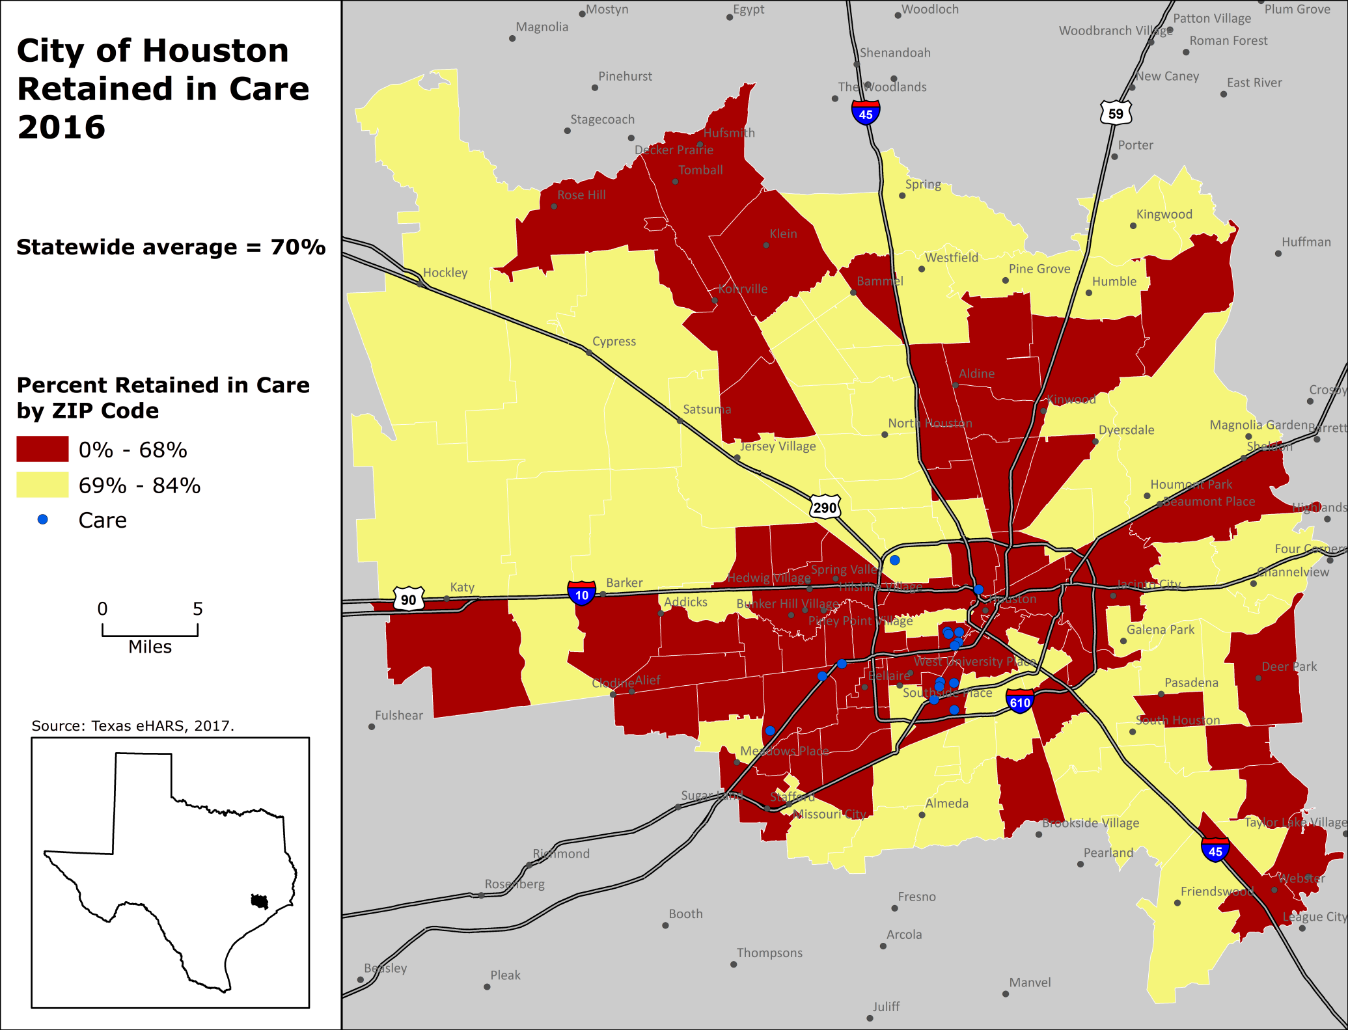 City of Houston
Retained in Care
2016
Statewide average = 70%
Percent Retained in Care
by ZIP Code
0% - 68%
69% - 84%
Care
0 5
Miles
Source: Texas eHARS, 2017.
Mostyn
Egypt
Woodloch
Plum Grove
Magnolia
Patton Village
Woodbranch Village
Roman Forest
Shenandoah
Pinehurst
The Woodlands
New Caney
East River
45
59
Stagecoach
Hufsmith
Decker Prairie
Porter
Tomball
Rose Hill
Spring
Kingwood
Klein
Huffman
Hockley
Westfield
Pine Grove
Bammel
Humble
Kohrville
Cypress
Aldine
Crosby
Kinwood
Satsuma
North Houston
Dyersdale
Magnolia Garden
Barrett
Jersey Village
Sheldon
Houmont Park
Beaumont Place
290
Highlands
Four Corners
Spring Valley
Channelview
Hedwig Village
Hilshire Village
Katy
Barker
Jacinto City
90
10
Addicks
Bunker Hill Village
Houston
Piney Point Village
Galena Park
West University Place
Deer Park
Bellaire
Clodine
Alief
Pasadena
Southside Place
610
Fulshear
South Houston
Meadows Place
Sugar Land
Stafford
Almeda
Missouri City
Brookside Village
Taylor Lake Village
45
Richmond
Pearland
Rosenberg
Webster
Friendswood
Fresno
Booth
League City
Arcola
Thompsons
Beasley
Pleak
Manvel
Juliff